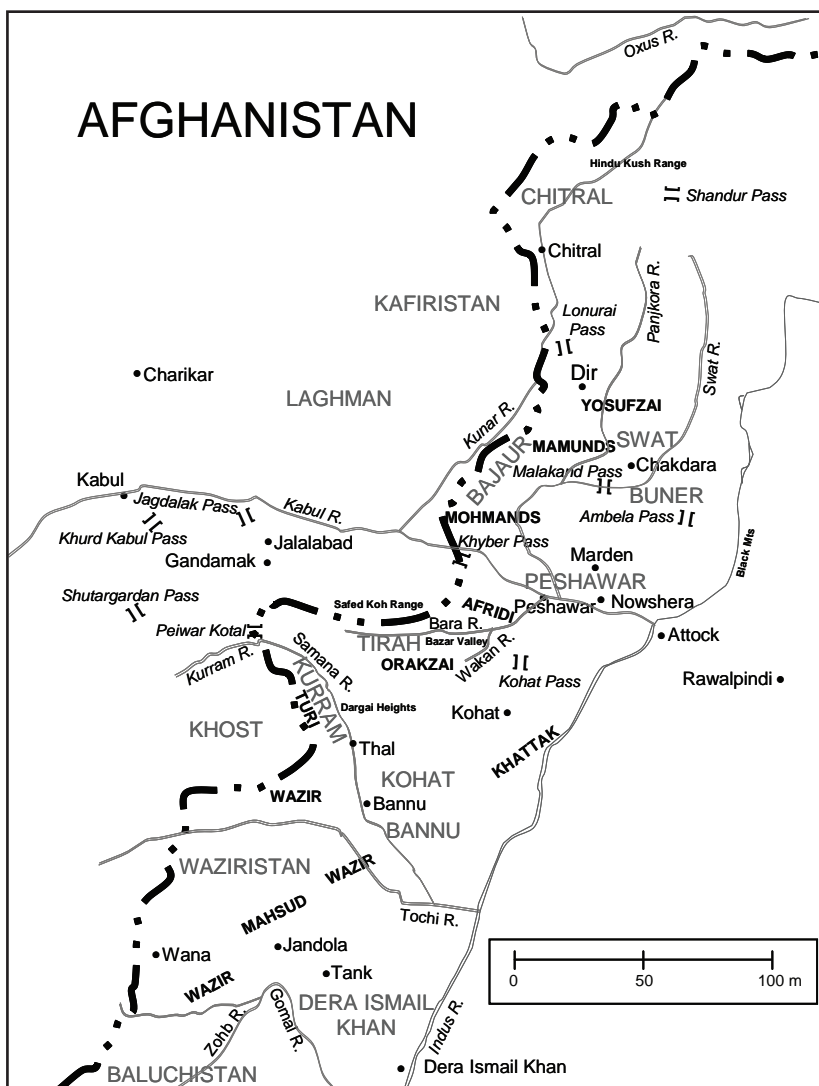 Oxus R.
AFGHANISTAN
Hindu Kush Range
CHITRAL
Shandur Pass
Chitral
KAFIRISTAN
Lonurai
Pass
Panjkora R.
Swat R.
Charikar
Dir
LAGHMAN
YOSUFZAI
Kunar R.
MAMUNDS
SWAT
BAJAUR
Malakand Pass
Chakdara
Kabul
BUNER
Jagdalak Pass
Kabul R.
MOHMANDS
Ambela Pass
Khurd Kabul Pass
Jalalabad
Khyber Pass
Black Mts
Gandamak
Marden
PESHAWAR
Shutargardan Pass
Safed Koh Range
AFRIDI
Peshawar
Nowshera
Peiwar Kotal
Bara R.
TIRAH
Bazar Valley
Attock
Kurram R.
Samana R.
ORAKZAI
Wakan R.
Kohat Pass
Rawalpindi
KURRAM
TURI
Dargai Heights
Kohat
KHOST
Thal
KHATTAK
KOHAT
WAZIR
Bannu
BANNU
WAZIRISTAN
WAZIR
MAHSUD
Tochi R.
Wana
Jandola
WAZIR
Tank
0 50 100 m
DERA ISMAIL
KHAN
Zohb R.
Gomal R.
Indus R.
BALUCHISTAN
Dera Ismail Khan